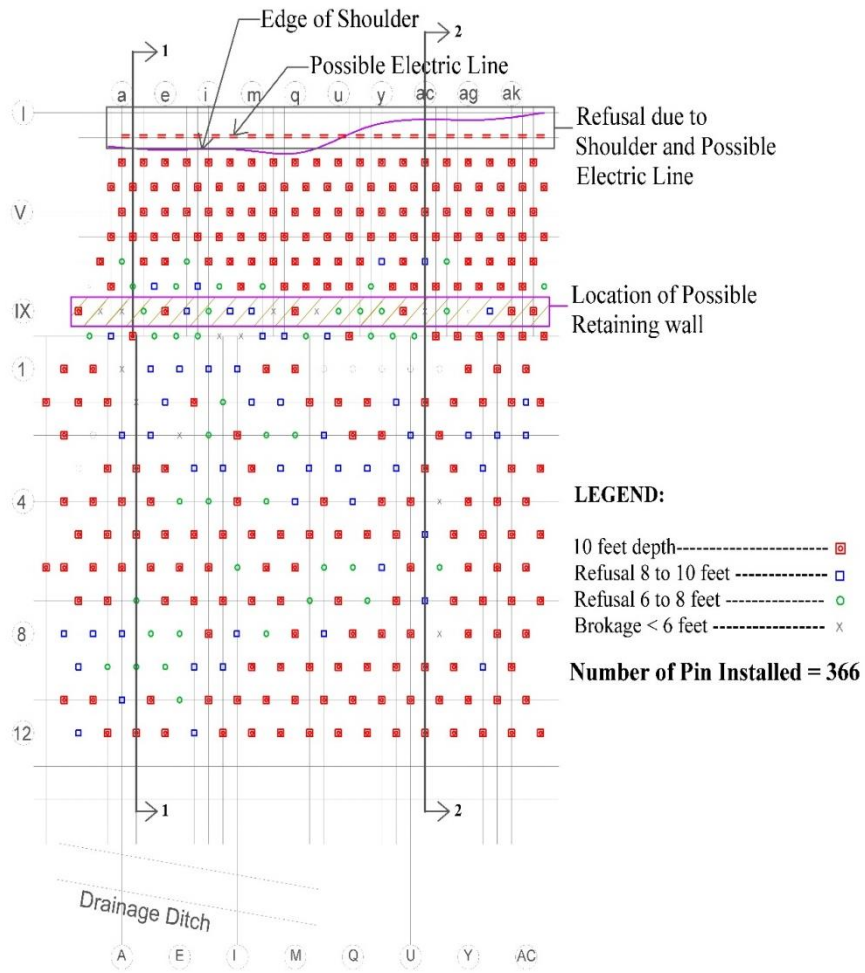 Edge of Shoulder
2
1
Possible Electric Line
a e i m q u y ac ag ak
I
Refusal due to
Shoulder and Possible
Electric Line
V
IX
Location of Possible
Retaining wall
1
4
LEGEND:
10 feet depth
Refusal 8 to 10 feet
Refusal 6 to 8 feet
Brokage < 6 feet
8
Number of Pin Installed = 366
12
1
2
Drainage Ditch
A E I M Q U Y AC